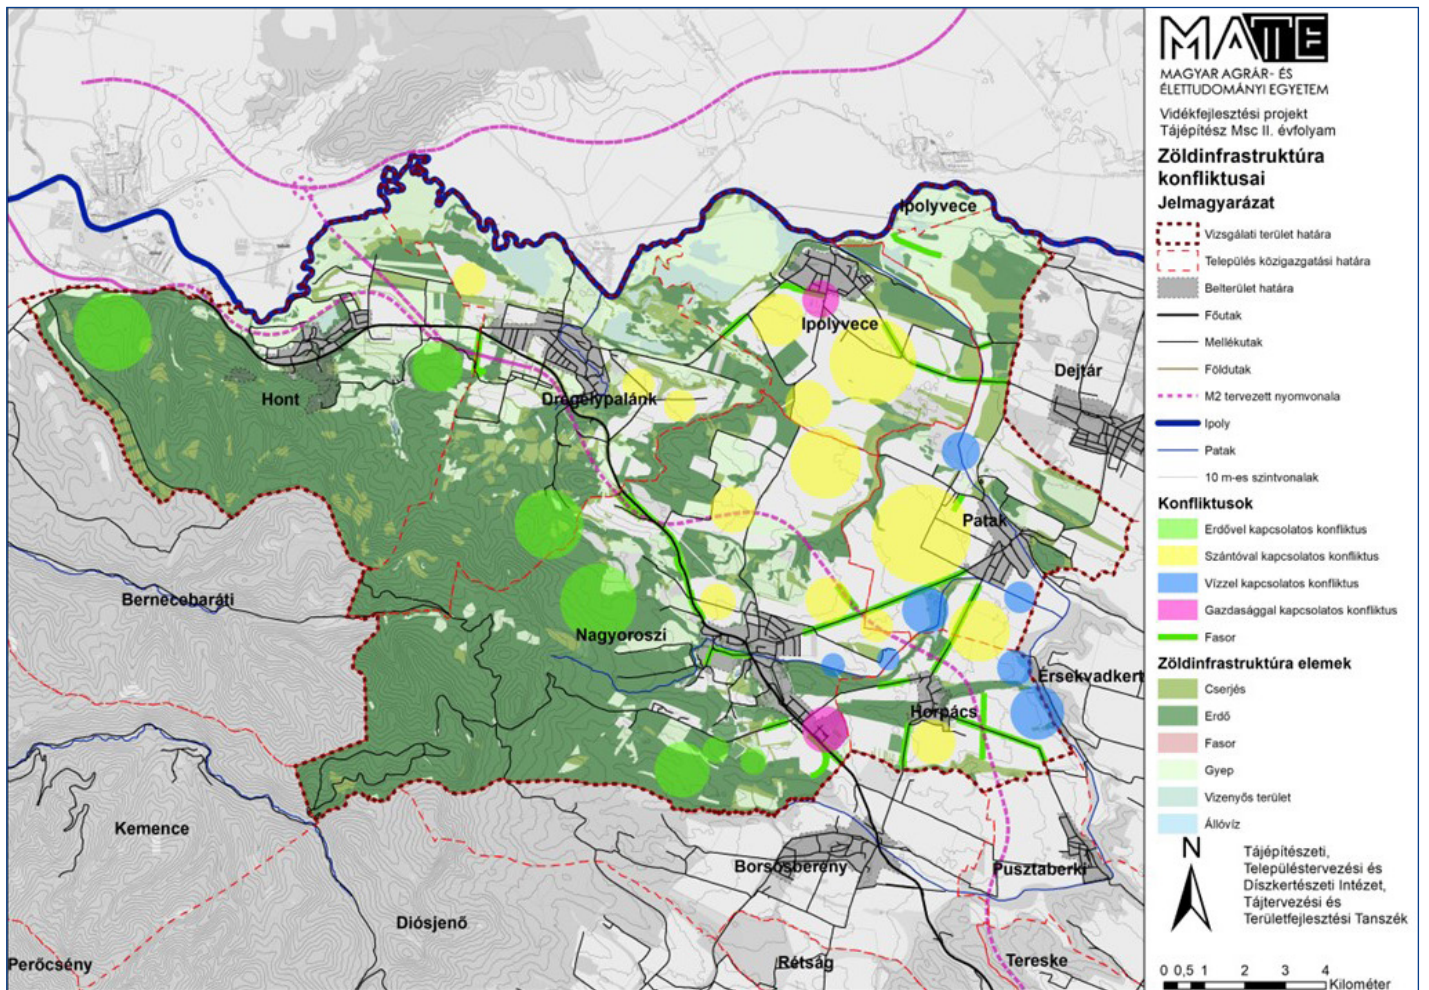 MATE
MAGYAR AGRÁR- ÉS
ÉLETTUDOMÁNYI EGYETEM
Vidékfejlesztési projekt
Tájépítész Msc II. évfolyam
Zöldinfrastruktúra
konfliktusai
Jelmagyarázat
Vizsgálati terület határa
Település közigazgatási határa
Belterület határa
Főutak
Mellékutak
Földutak
M2 tervezett nyomvonala
Ipoly
Patak
10 m-es szintvonalak
Konfliktusok
Erdővel kapcsolatos konfliktus
Szántóval kapcsolatos konfliktus
Vízzel kapcsolatos konfliktus
Gazdasággal kapcsolatos konfliktus
Fasor
Zöldinfrastruktúra elemek
Cserjés
Erdő
Fasor
Gyep
Vizenyős terület
Állóvíz
N
Tájépítészeti,
Településtervezési és
Díszkertészeti Intézet,
Tájtervezési és
Területfejlesztési Tanszék
0 0,5 1 2 3 4
Kilométer
Ipolyvece
Ipolyvece
Dejtár
Hont
Drégelypalánk
Patak
Bernecebaráti
Nagyoroszi
Érsekvadkert
Horpács
Kemence
Borsosberény
Pusztaberki
Diósjenő
Perőcsény
Rétság
Tereske